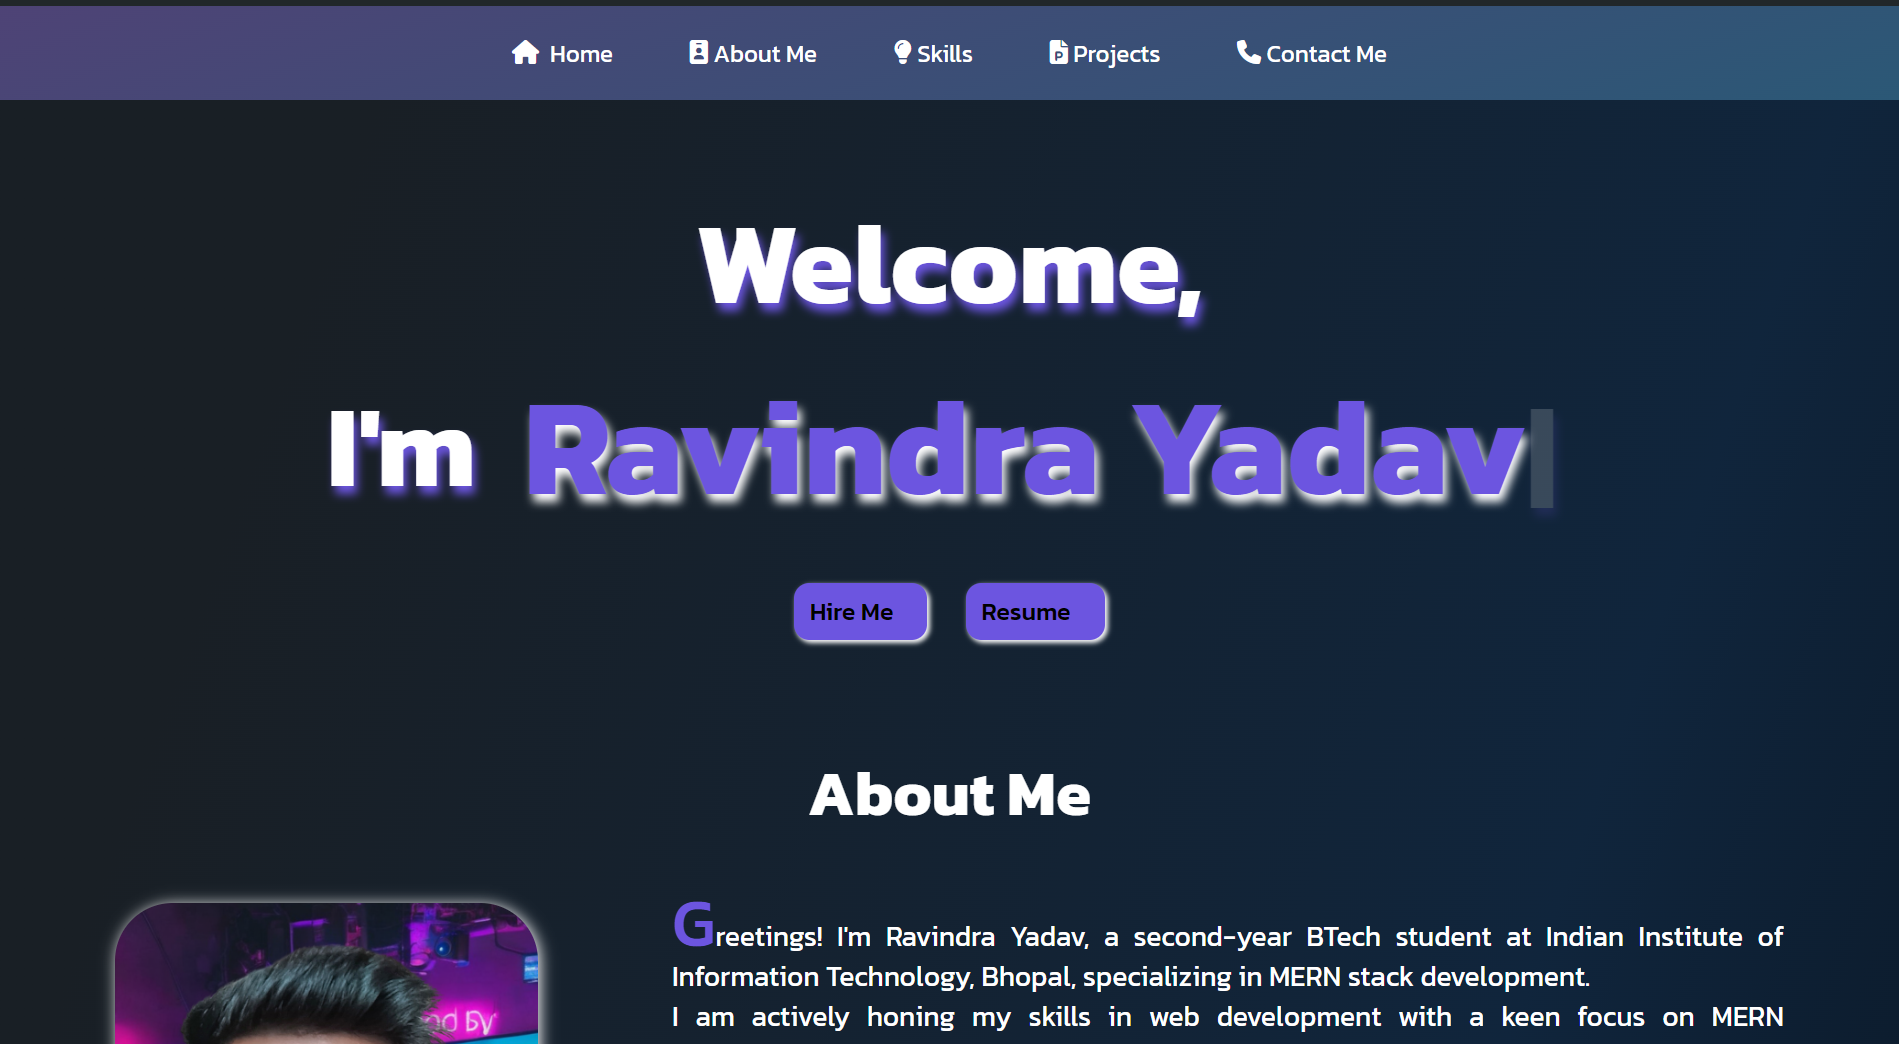 Home About Me Skills Projects Contact Me
Welcome,
I'm Ravindra Yadav
Hire Me Resume
About Me
Greetings! I'm Ravindra Yadav, a second-year BTech student at Indian Institute of
Information Technology, Bhopal, specializing in MERN stack development.
I am actively honing my skills in web development with a keen focus on MERN